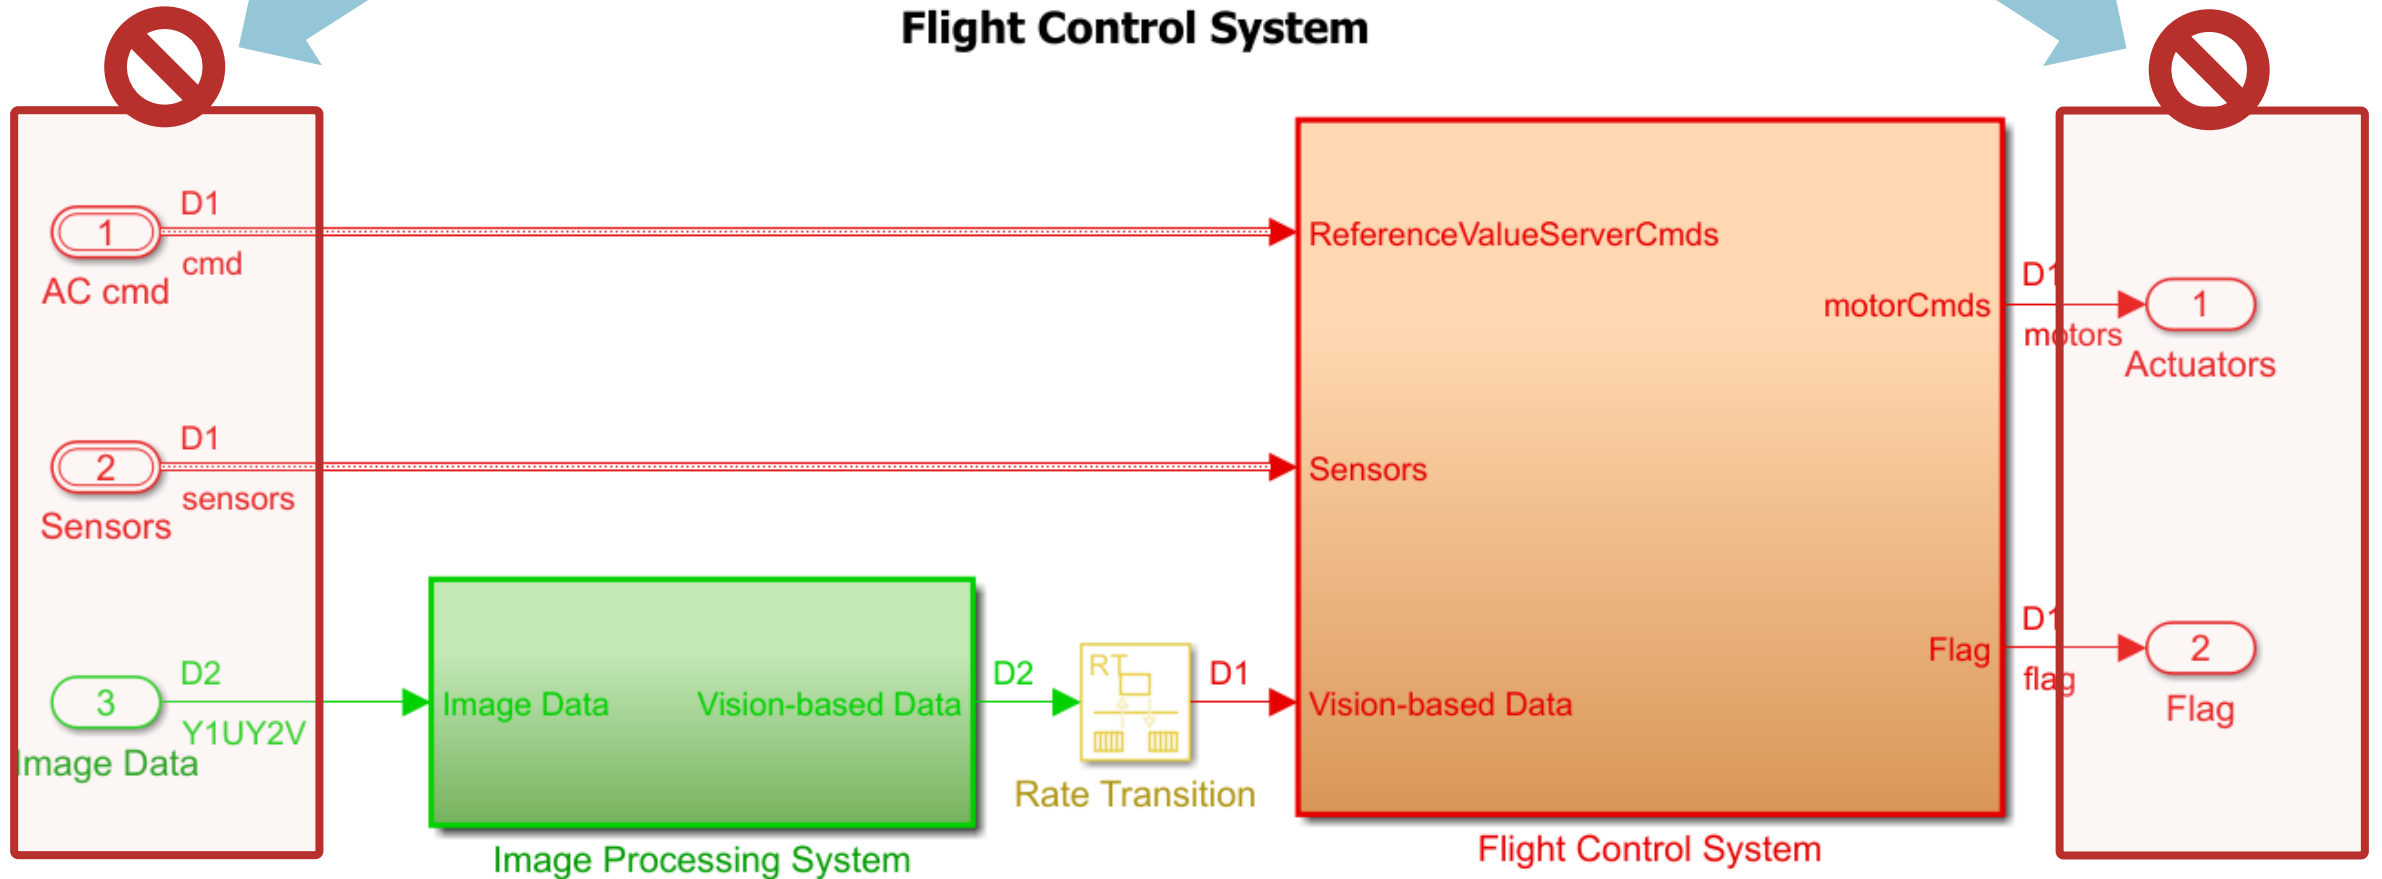 Flight Control System
D1
1
cmd
AC cmd
ReferenceValueServerCmds
motorCmds
D1
motors
1
Actuators
D1
2
sensors
Sensors
Sensors
D2
3
Y1UY2V
Image Data
Image Data
Vision-based Data
Image Processing System
D2
RT
Rate Transition
D1
Vision-based Data
Flag
D1
flag
2
Flag
Flight Control System